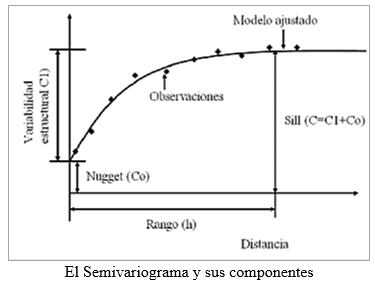 Modelo ajustado
Variabilidad
estructural C1)
Observaciones
Sill (C=C1+Co)
Nugget (Co)
Rango (h)
Distancia
El Semivariograma y sus componentes